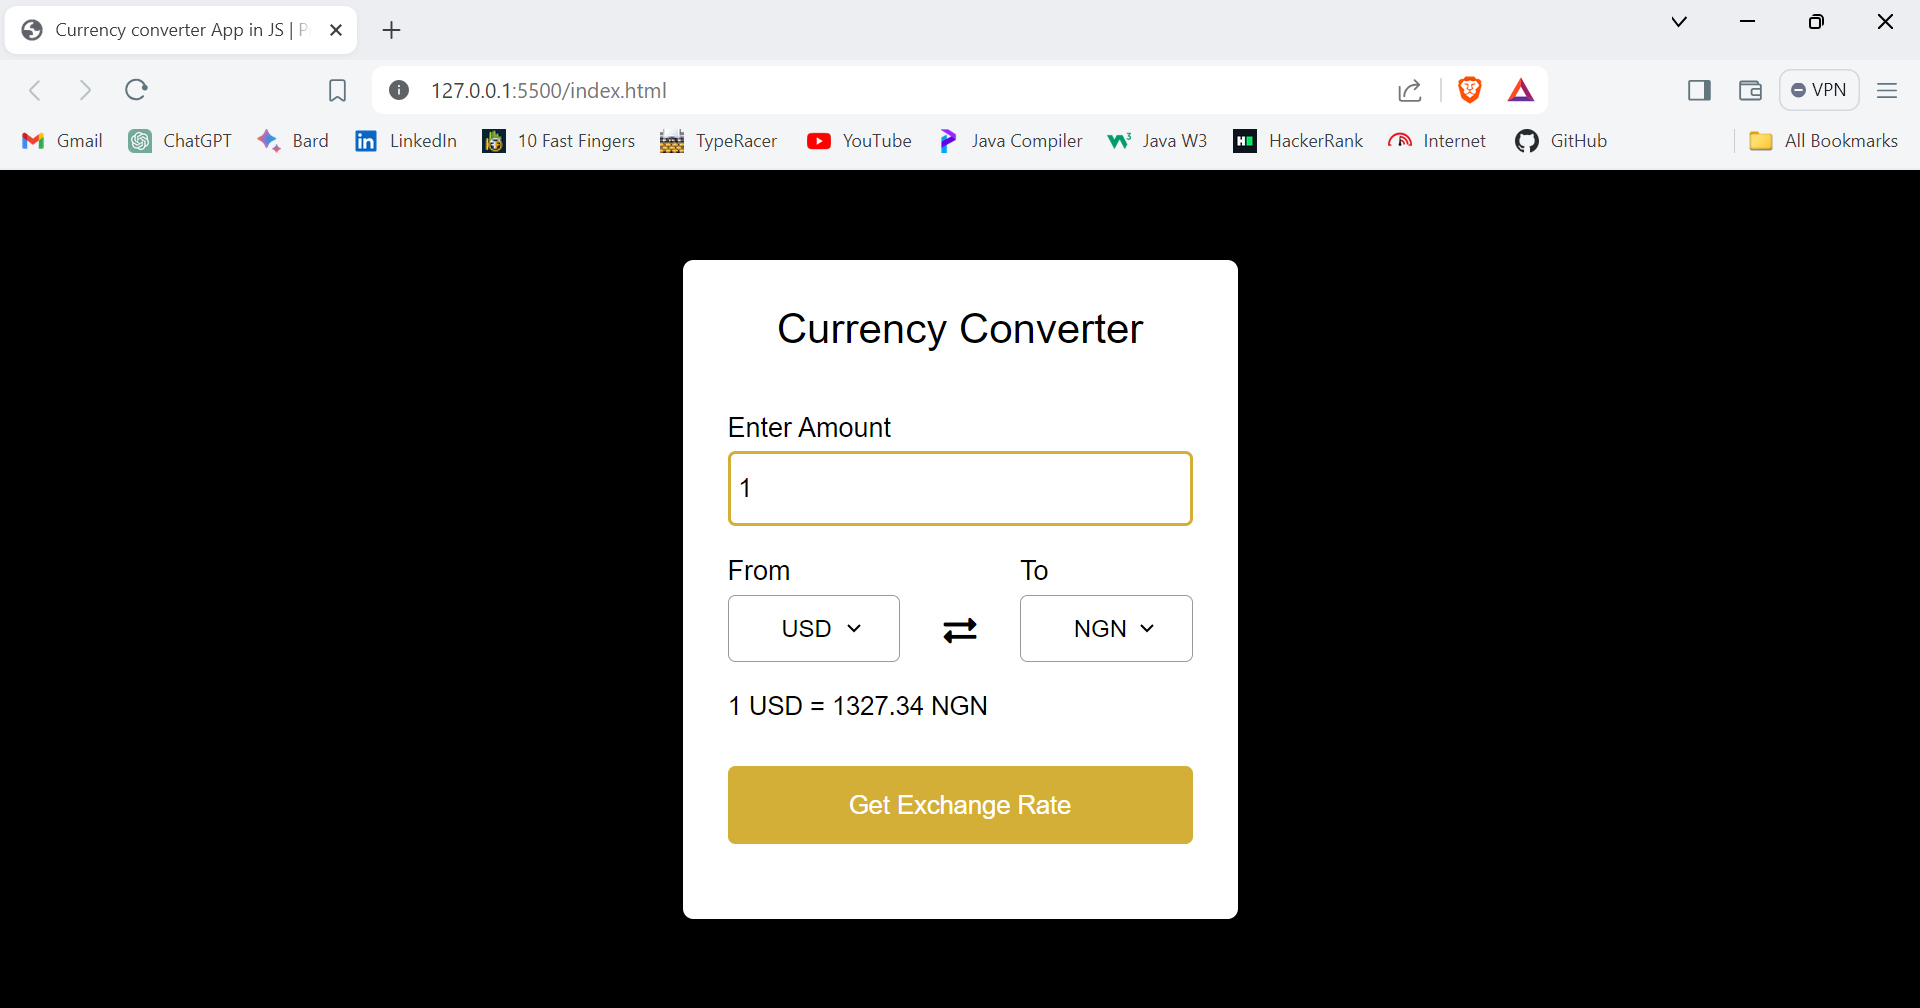 Currency converter App in JS |
127.0.0.1:5500/index.html
VPN
Gmail ChatGPT Bard LinkedIn 10 Fast Fingers TypeRacer YouTube Java Compiler Java W3 HackerRank Internet GitHub All Bookmarks
Currency Converter
Enter Amount
1
From To
USD NGN
1 USD = 1327.34 NGN
Get Exchange Rate